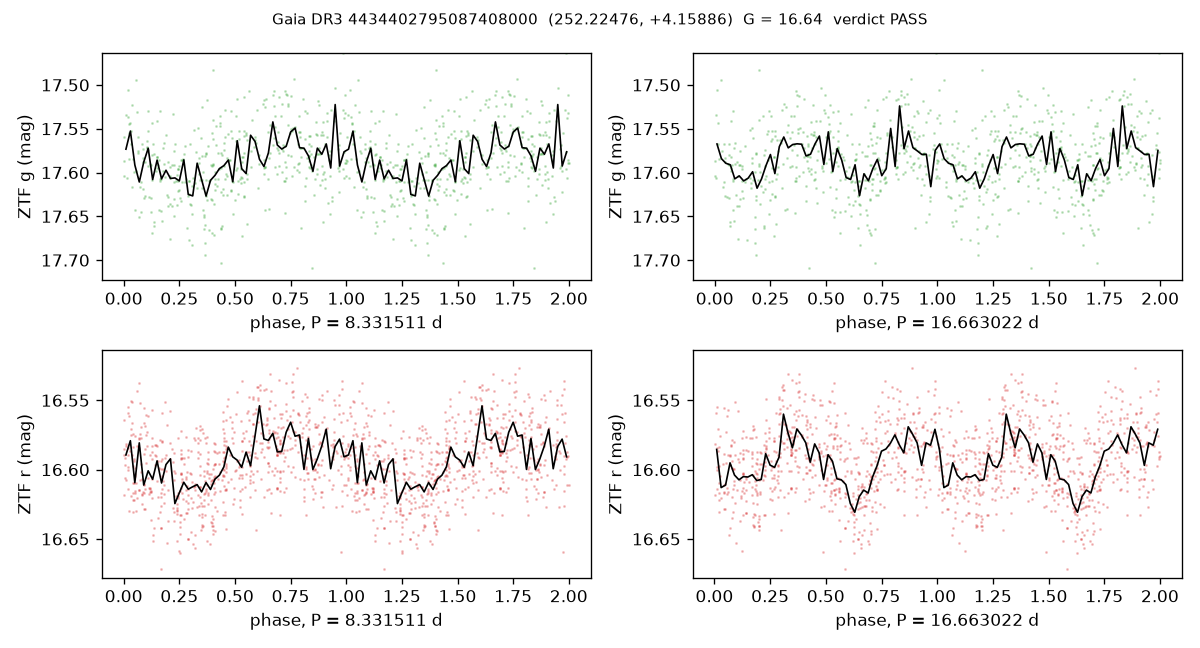 Gaia DR3 4434402795087408000 (252.22476, +4.15886) G = 16.64 verdict PASS
ZTF g (mag)
17.50
17.55
17.60
17.65
17.70
0.00 0.25 0.50 0.75 1.00 1.25 1.50 1.75 2.00
phase, P = 8.331511 d
ZTF g (mag)
17.50
17.55
17.60
17.65
17.70
0.00 0.25 0.50 0.75 1.00 1.25 1.50 1.75 2.00
phase, P = 16.663022 d
ZTF r (mag)
16.55
16.60
16.65
0.00 0.25 0.50 0.75 1.00 1.25 1.50 1.75 2.00
phase, P = 8.331511 d
ZTF r (mag)
16.55
16.60
16.65
0.00 0.25 0.50 0.75 1.00 1.25 1.50 1.75 2.00
phase, P = 16.663022 d